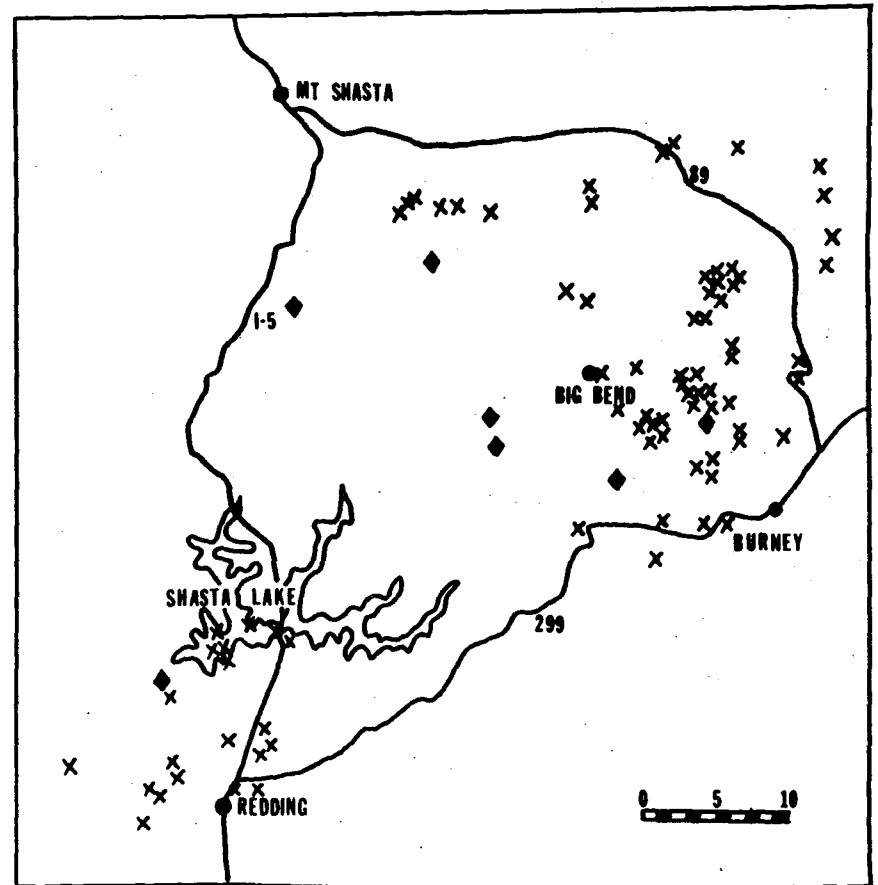 MT SHASTA
89
I-5
BIG BEND
BURNEY
SHASTA LAKE
299
0 5 10
REDDING